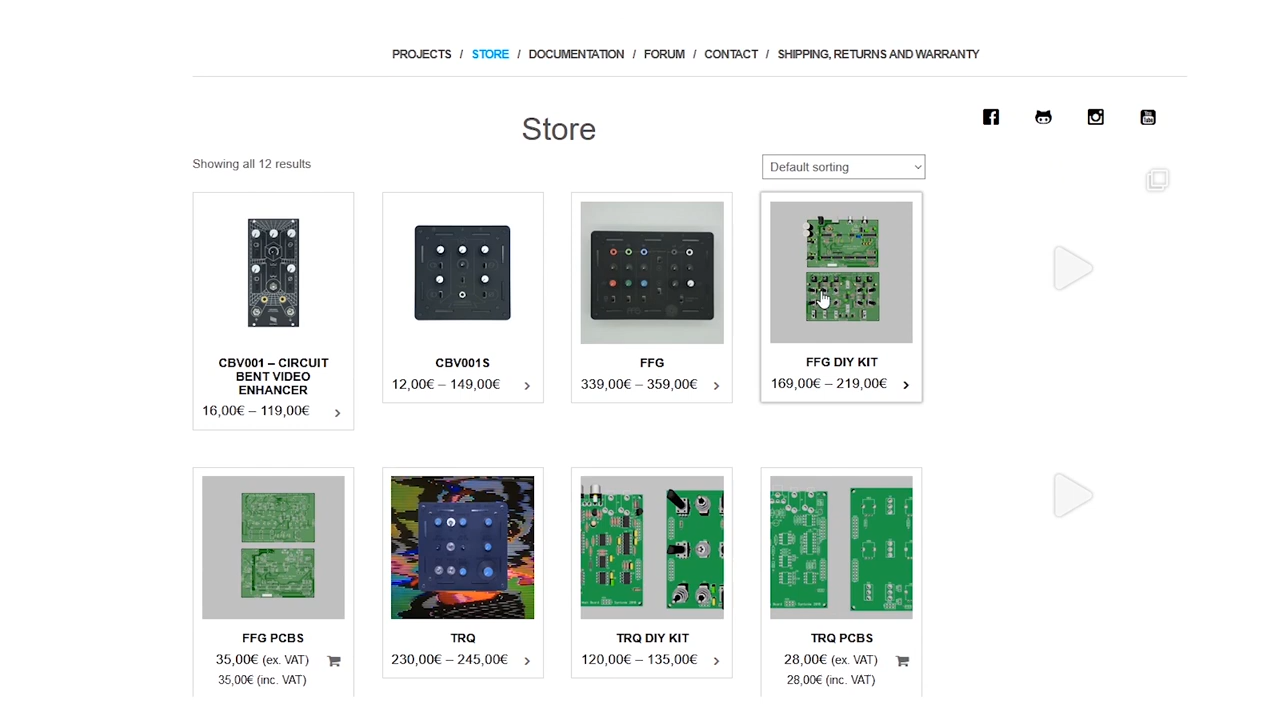 PROJECTS / STORE / DOCUMENTATION / FORUM / CONTACT / SHIPPING, RETURNS AND WARRANTY
Store
Showing all 12 results
Default sorting
CBV001 – CIRCUIT
BENT VIDEO
ENHANCER
16,00€ – 119,00€
CBV001S
12,00€ – 149,00€
FFG
339,00€ – 359,00€
FFG DIY KIT
169,00€ – 219,00€
FFG PCBS
35,00€ (ex. VAT)
35,00€ (inc. VAT)
TRQ
230,00€ – 245,00€
TRQ DIY KIT
120,00€ – 135,00€
TRQ PCBS
28,00€ (ex. VAT)
28,00€ (inc. VAT)